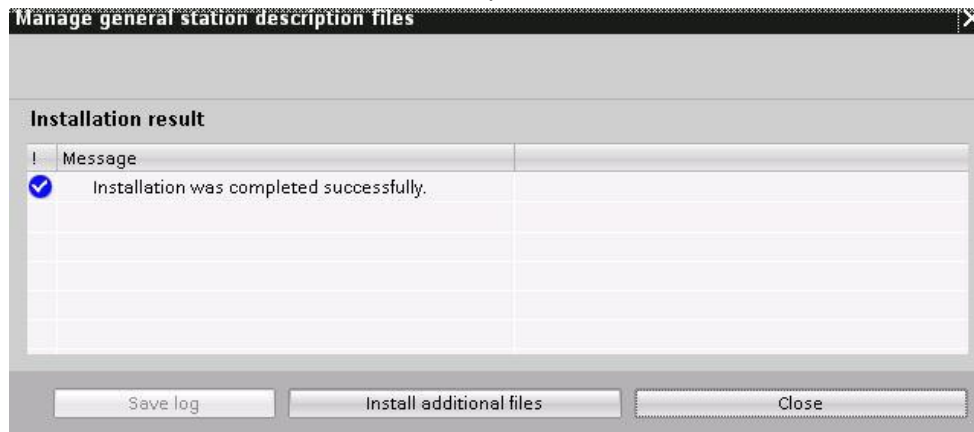 Manage general station description files
Installation result
! Message
Installation was completed successfully.
Save log Install additional files Close